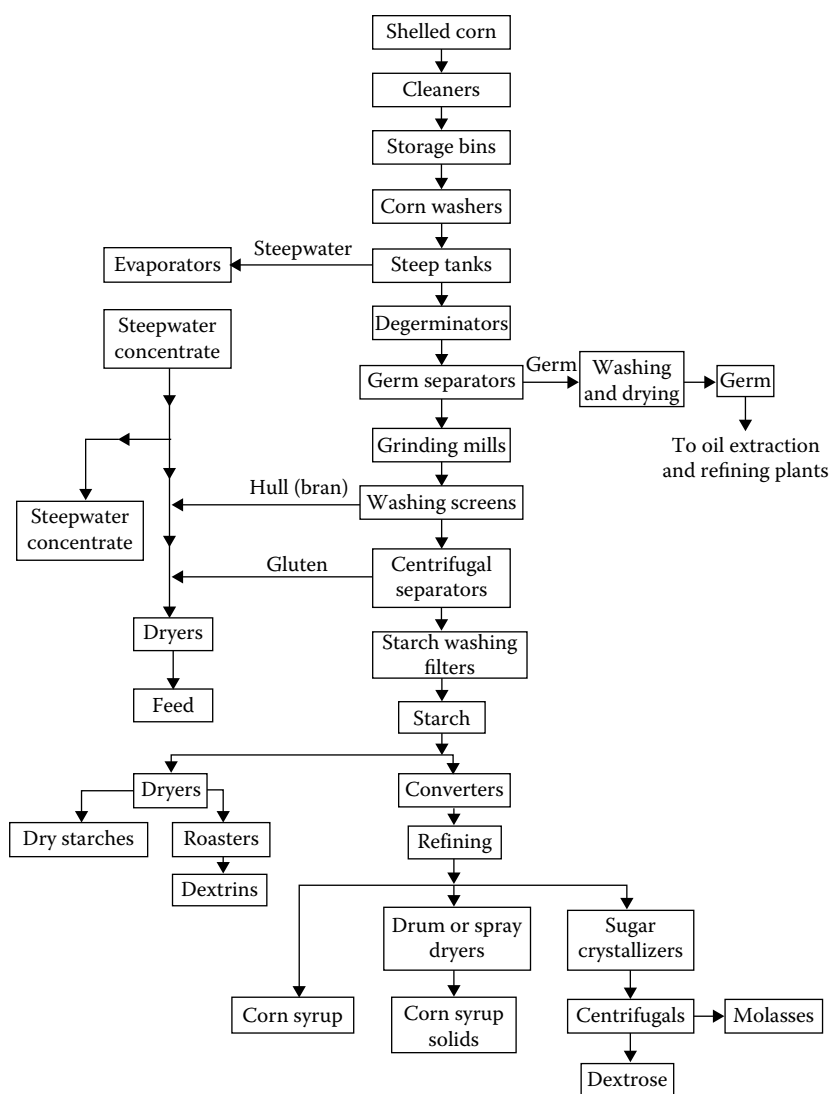 Shelled corn
Cleaners
Storage bins
Corn washers
Steepwater
Evaporators
Steep tanks
Steepwater
concentrate
Degerminators
Germ separators
Germ
Washing
and drying
Germ
To oil extraction
and refining plants
Grinding mills
Hull (bran)
Washing screens
Steepwater
concentrate
Gluten
Centrifugal
separators
Dryers
Starch washing
filters
Feed
Starch
Dryers
Converters
Dry starches
Roasters
Refining
Dextrins
Drum or spray
dryers
Sugar
crystallizers
Corn syrup
Corn syrup
solids
Centrifugals
Molasses
Dextrose